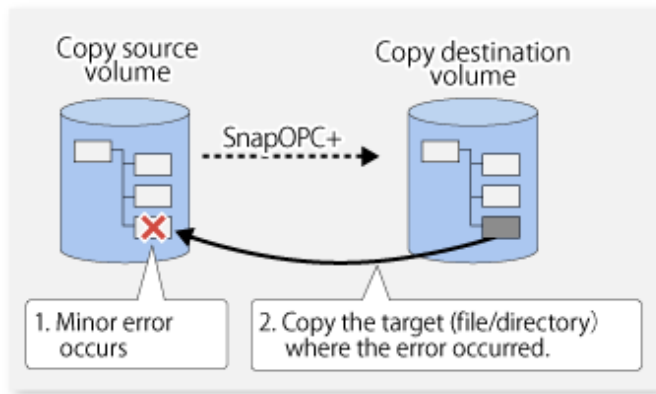 Copy source
volume
Copy destination
volume
SnapOPC+
1. Minor error
occurs
2. Copy the target (file/directory)
where the error occurred.